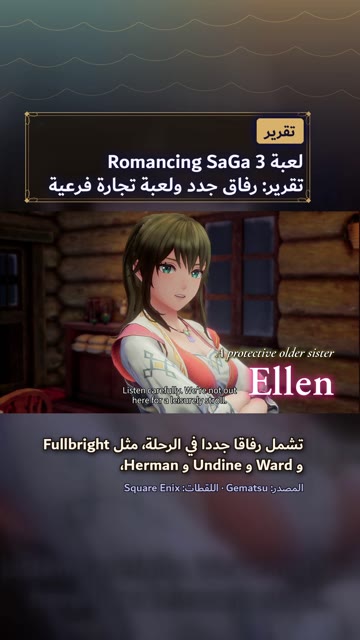 تقرير
لعبة Romancing SaGa 3
تقرير: رفاق جدد ولعبة تجارة فرعية
A protective older sister
Ellen
Listen carefully. We're not out
here for a leisurely stroll.
تشمل رفاقا جددا في الرحلة، مثل Fullbright
و Ward و Undine و Herman،
المصدر: Gematsu · اللقطات: Square Enix